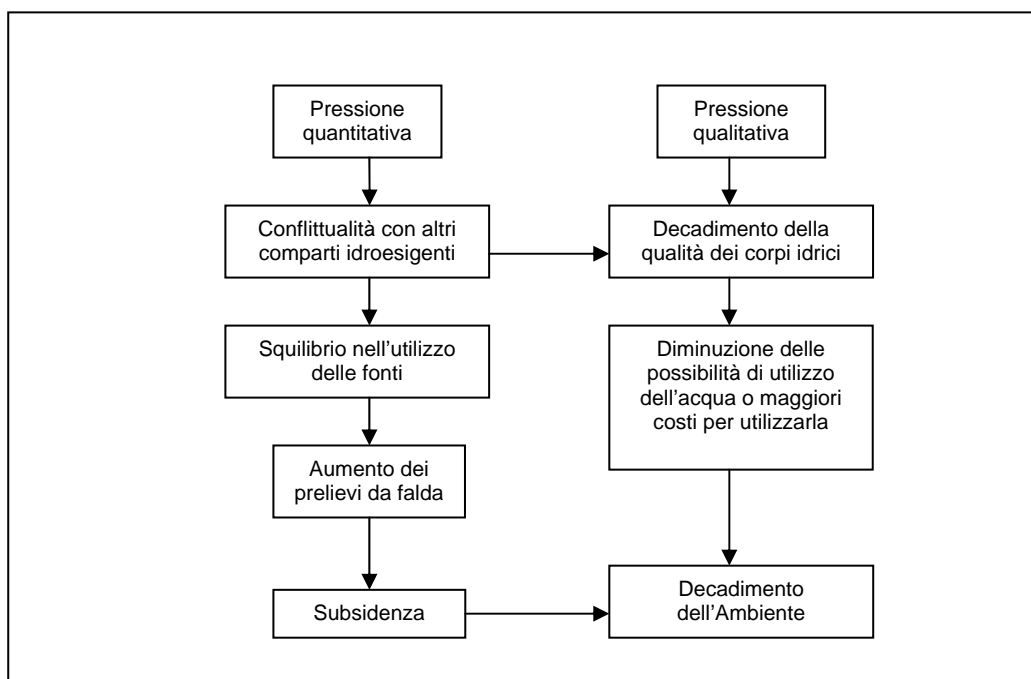 Pressione
quantitativa
Pressione
qualitativa
Conflittualità con altri
comparti idroesigenti
Decadimento della
qualità dei corpi idrici
Squilibrio nell’utilizzo
delle fonti
Diminuzione delle
possibilità di utilizzo
dell’acqua o maggiori
costi per utilizzarla
Aumento dei
prelievi da falda
Subsidenza
Decadimento
dell’Ambiente